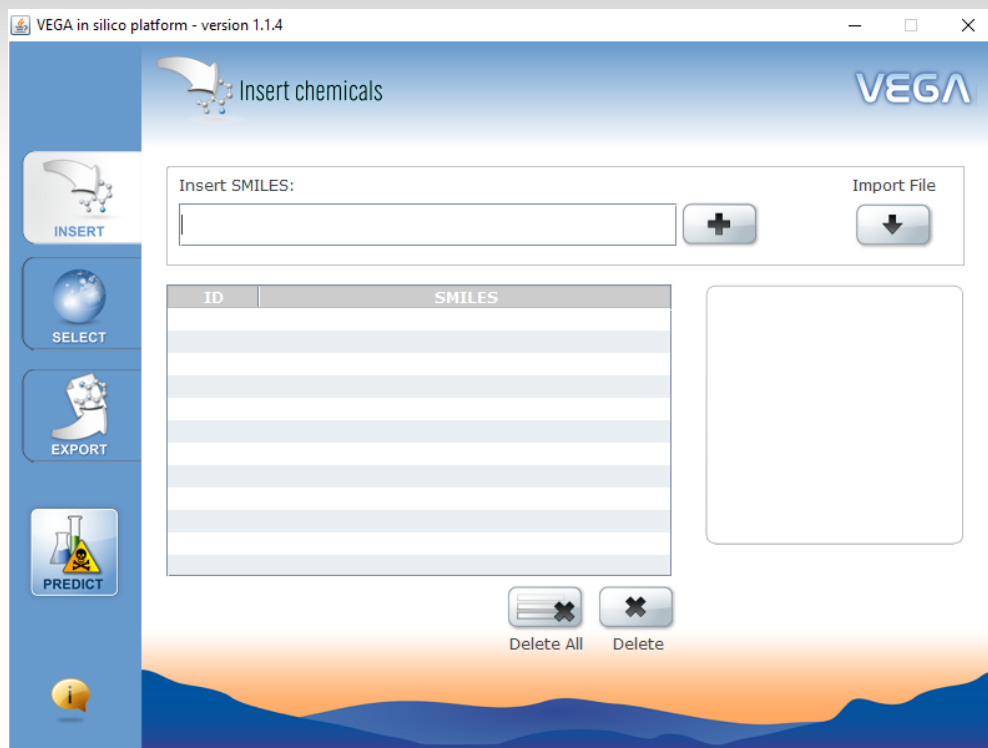 VEGA in silico platform - version 1.1.4
Insert chemicals
VEGA
INSERT
SELECT
EXPORT
PREDICT
i
Insert SMILES:
Import File
ID SMILES
Delete All Delete